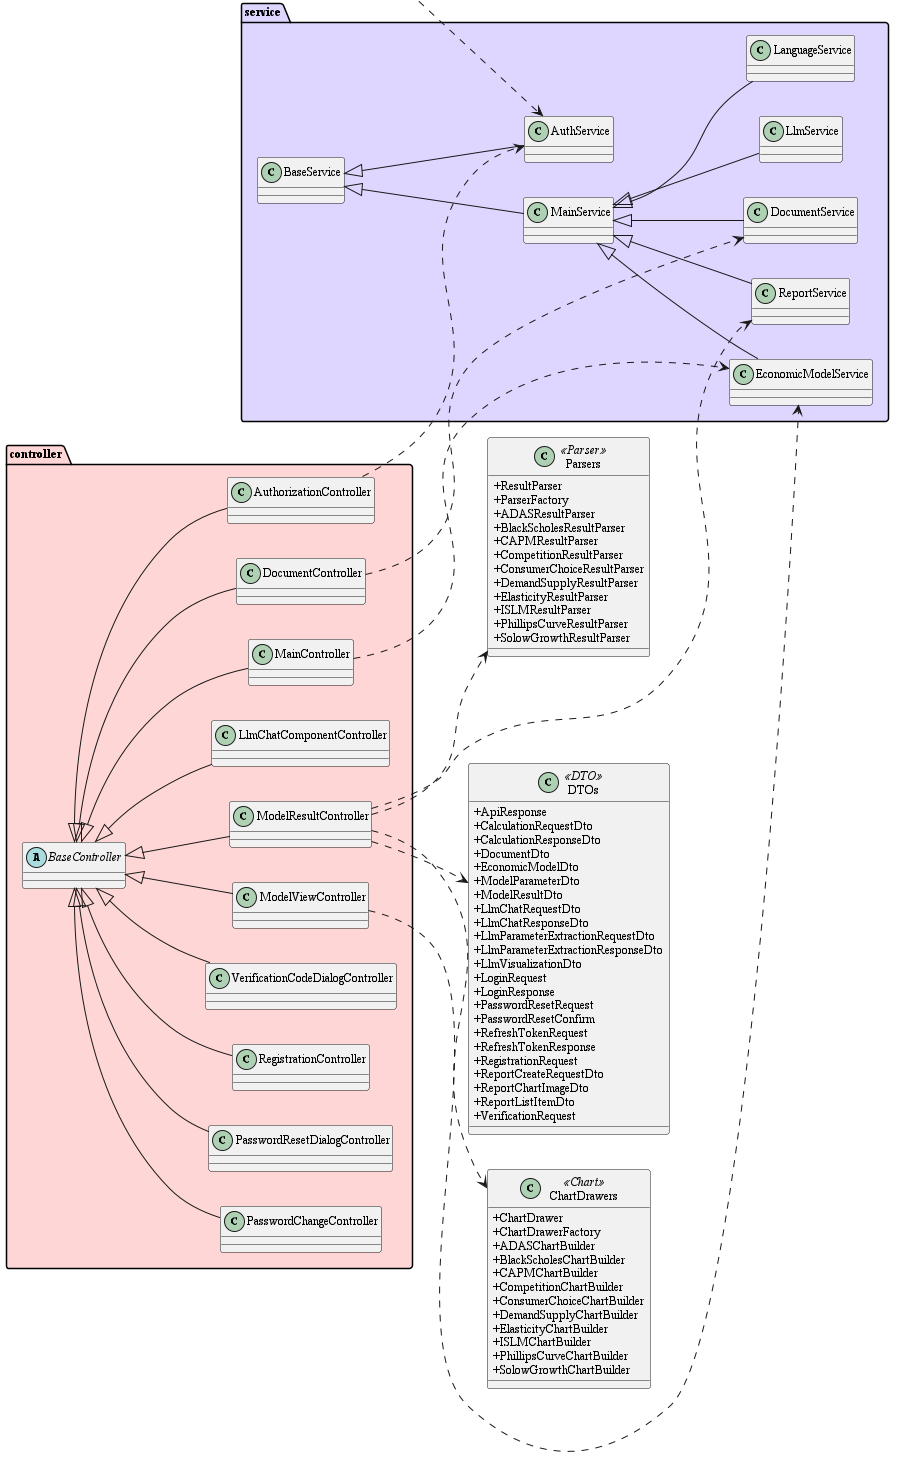 service
C LanguageService
C AuthService
C LlmService
C BaseService
C MainService
C DocumentService
C ReportService
C EconomicModelService
controller
C AuthorizationController
C DocumentController
C MainController
C LlmChatComponentController
C ModelResultController
A BaseController
C ModelViewController
C VerificationCodeDialogController
C RegistrationController
C PasswordResetDialogController
C PasswordChangeController
C «Parser»
Parsers
+ResultParser
+ParserFactory
+ADASResultParser
+BlackScholesResultParser
+CAPMResultParser
+CompetitionResultParser
+ConsumerChoiceResultParser
+DemandSupplyResultParser
+ElasticityResultParser
+ISLMResultParser
+PhillipsCurveResultParser
+SolowGrowthResultParser
C «DTO»
DTOs
+ApiResponse
+CalculationRequestDto
+CalculationResponseDto
+DocumentDto
+EconomicModelDto
+ModelParameterDto
+ModelResultDto
+LlmChatRequestDto
+LlmChatResponseDto
+LlmParameterExtractionRequestDto
+LlmParameterExtractionResponseDto
+LlmVisualizationDto
+LoginRequest
+LoginResponse
+PasswordResetRequest
+PasswordResetConfirm
+RefreshTokenRequest
+RefreshTokenResponse
+RegistrationRequest
+ReportCreateRequestDto
+ReportChartImageDto
+ReportListItemDto
+VerificationRequest
C «Chart»
ChartDrawers
+ChartDrawer
+ChartDrawerFactory
+ADASChartBuilder
+BlackScholesChartBuilder
+CAPMChartBuilder
+CompetitionChartBuilder
+ConsumerChoiceChartBuilder
+DemandSupplyChartBuilder
+ElasticityChartBuilder
+ISLMChartBuilder
+PhillipsCurveChartBuilder
+SolowGrowthChartBuilder